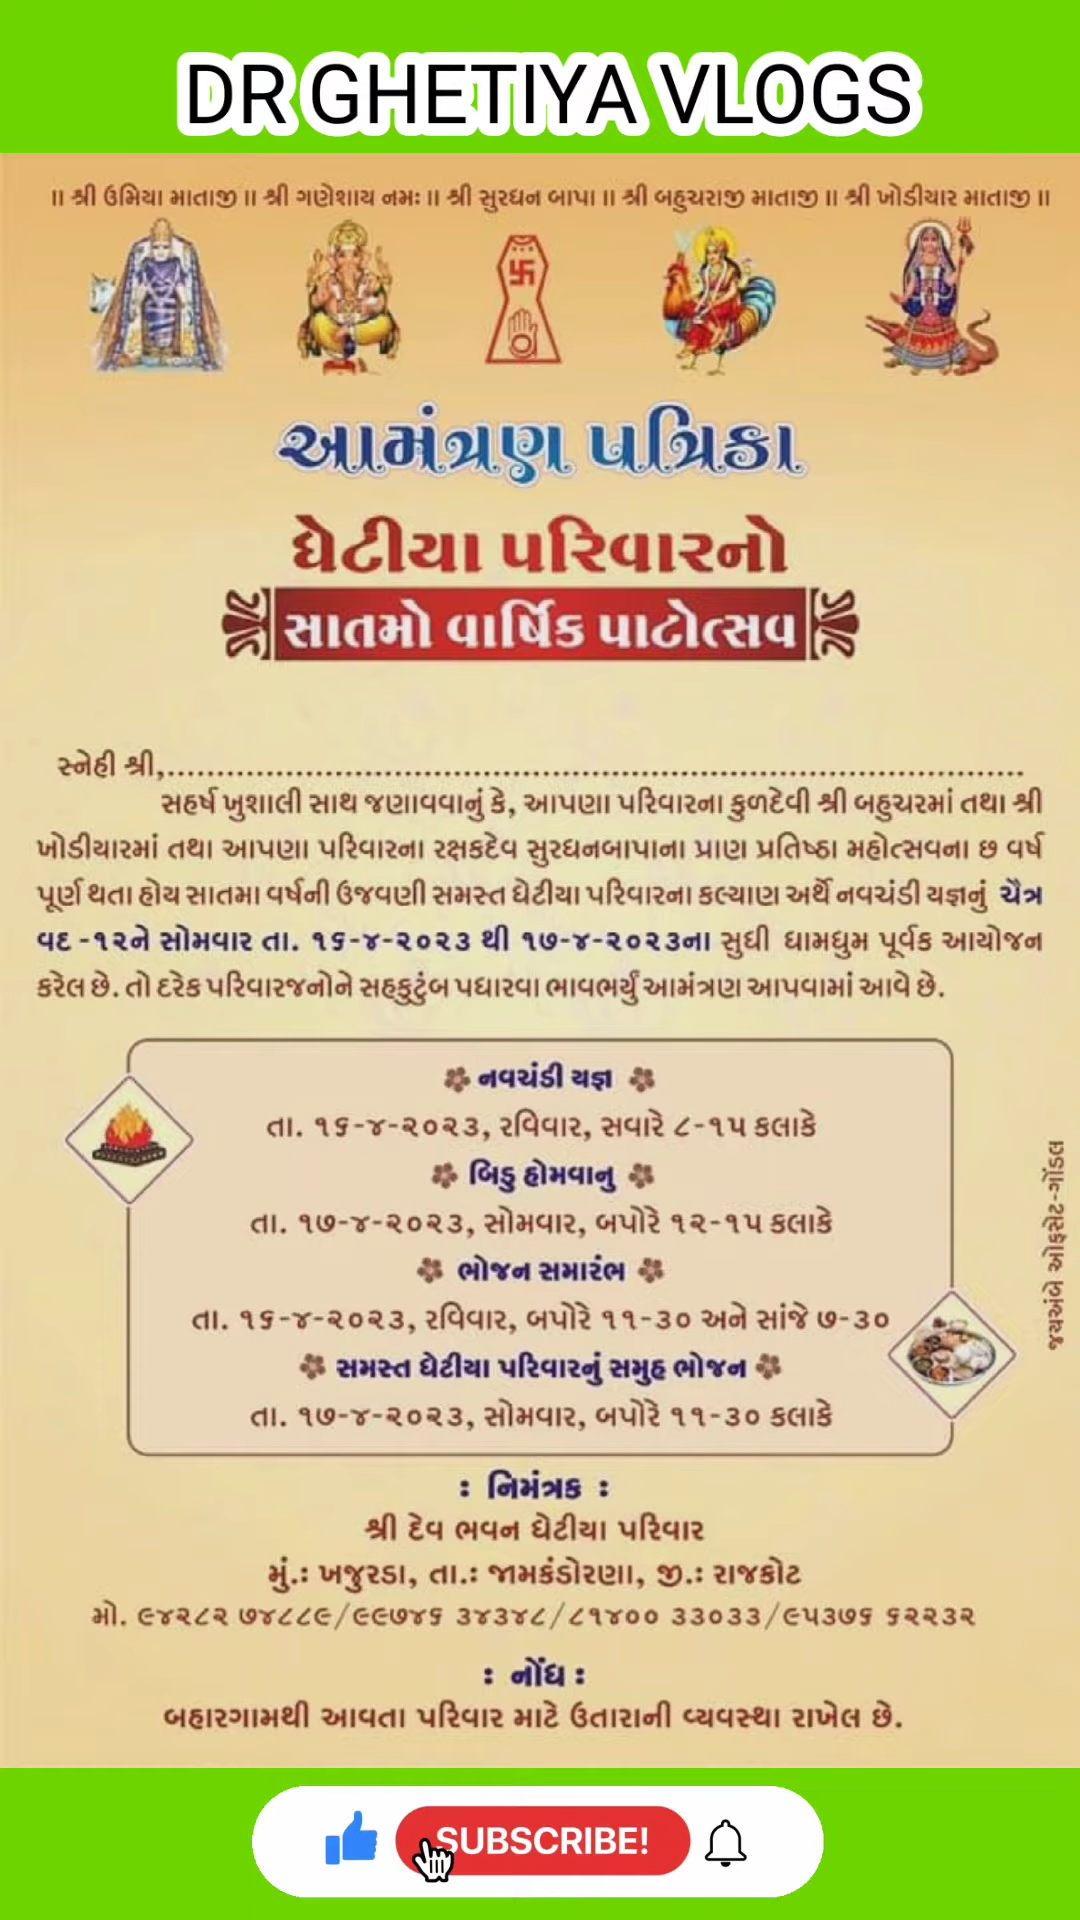 DR GHETIYA VLOGS
॥ શ્રી ઉમિયા માતાજી ॥ શ્રી ગણેશાય નમઃ ॥ શ્રી સુરધન બાપા ॥ શ્રી બહુચરાજી માતાજી ॥ શ્રી ખોડીયાર માતાજી ॥
આમંત્રણ પત્રિકા
ઘેટીયા પરિવારનો
સાતમો વાર્ષિક પાટોત્સવ
સ્નેહી શ્રી,......................................................................................
સહર્ષ ખુશાલી સાથ જણાવવાનું કે, આપણા પરિવારના કુળદેવી શ્રી બહુચરમાં તથા શ્રી
ખોડીયારમાં તથા આપણા પરિવારના રક્ષકદેવ સુરધનબાપાના પ્રાણ પ્રતિષ્ઠા મહોત્સવના છ વર્ષ
પૂર્ણ થતા હોય સાતમા વર્ષની ઉજવણી સમસ્ત ઘેટીયા પરિવારના કલ્યાણ અર્થે નવચંડી યજ્ઞનું ચૈત્ર
વદ -૧૨ને સોમવાર તા. ૧૬-૪-૨૦૨૩ થી ૧૭-૪-૨૦૨૩ના સુધી ધામધુમ પૂર્વક આયોજન
કરેલ છે. તો દરેક પરિવારજનોને સહકુટુંબ પધારવા ભાવભર્યું આમંત્રણ આપવામાં આવે છે.
નવચંડી યજ્ઞ
તા. ૧૬-૪-૨૦૨૩, રવિવાર, સવારે ૮-૧૫ કલાકે
બિડુ હોમવાનુ
તા. ૧૭-૪-૨૦૨૩, સોમવાર, બપોરે ૧૨-૧૫ કલાકે
ભોજન સમારંભ
તા. ૧૬-૪-૨૦૨૩, રવિવાર, બપોરે ૧૧-૩૦ અને સાંજે ૭-૩૦
સમસ્ત ઘેટીયા પરિવારનું સમુહ ભોજન
તા. ૧૭-૪-૨૦૨૩, સોમવાર, બપોરે ૧૧-૩૦ કલાકે
જયઅંબે ઓફસેટ-ગોંડલ
: નિમંત્રક :
શ્રી દેવ ભવન ઘેટીયા પરિવાર
મું.: ખજુરડા, તા.: જામકંડોરણા, જી.: રાજકોટ
મો. ૯૪૨૮૨ ૭૪૮૮૯/૯૯૭૪૬ ૩૪૩૪૮/૮૧૪૦૦ ૩૩૦૩૩/૯૫૩૭૬ ૬૨૨૩૨
: નોંધ :
બહારગામથી આવતા પરિવાર માટે ઉતારાની વ્યવસ્થા રાખેલ છે.
SUBSCRIBE!